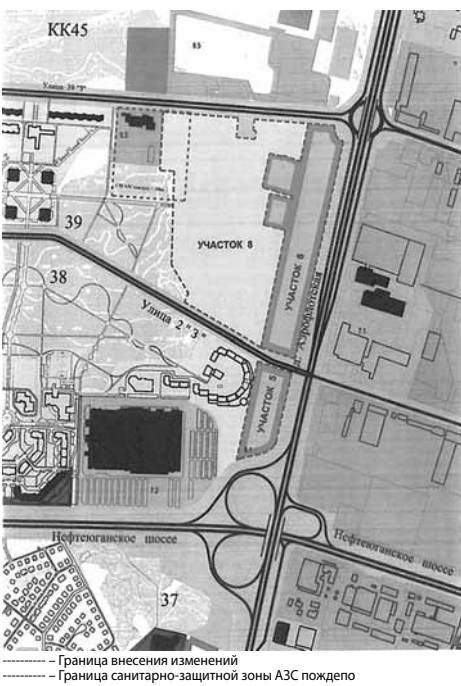 КК45
Улица 39 "З"
39
УЧАСТОК 8
УЧАСТОК 6
38
Улица 2 "З"
Аэрофлотская
11
УЧАСТОК 5
12
Нефтеюганское шоссе
Нефтеюганское шоссе
37
---------- – Граница внесения изменений
---------- – Граница санитарно-защитной зоны АЗС пождепо